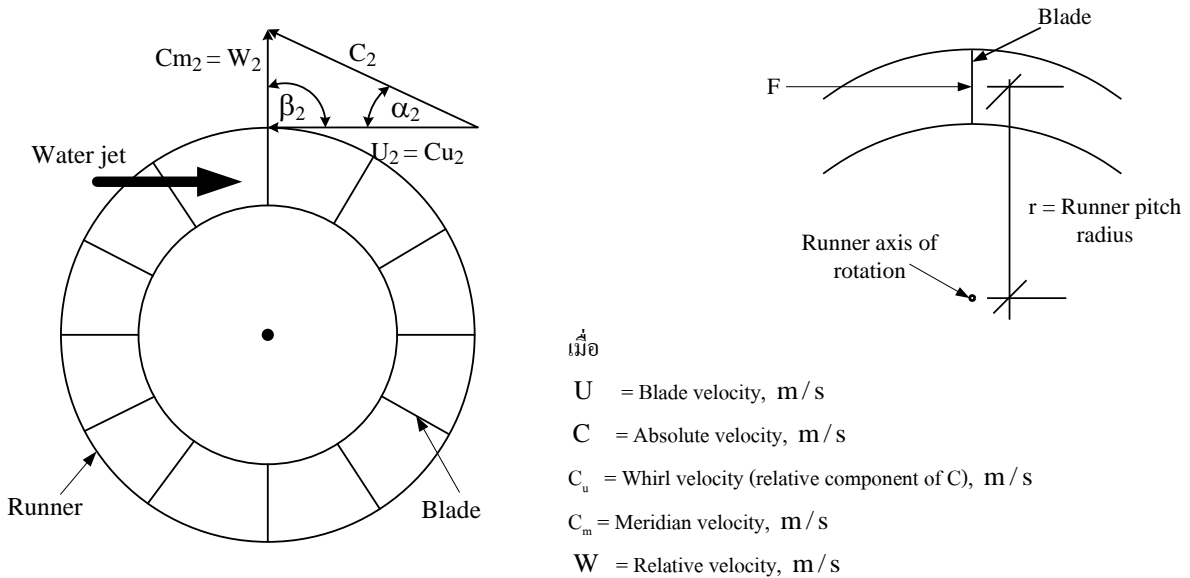 Cm₂ = W₂
C₂
β₂
α₂
U₂ = Cu₂
Water jet
Runner
Blade
Blade
F
r = Runner pitch
radius
Runner axis of
rotation
เมื่อ
U = Blade velocity, m/s
C = Absolute velocity, m/s
Cᵤ = Whirl velocity (relative component of C), m/s
Cₘ = Meridian velocity, m/s
W = Relative velocity, m/s